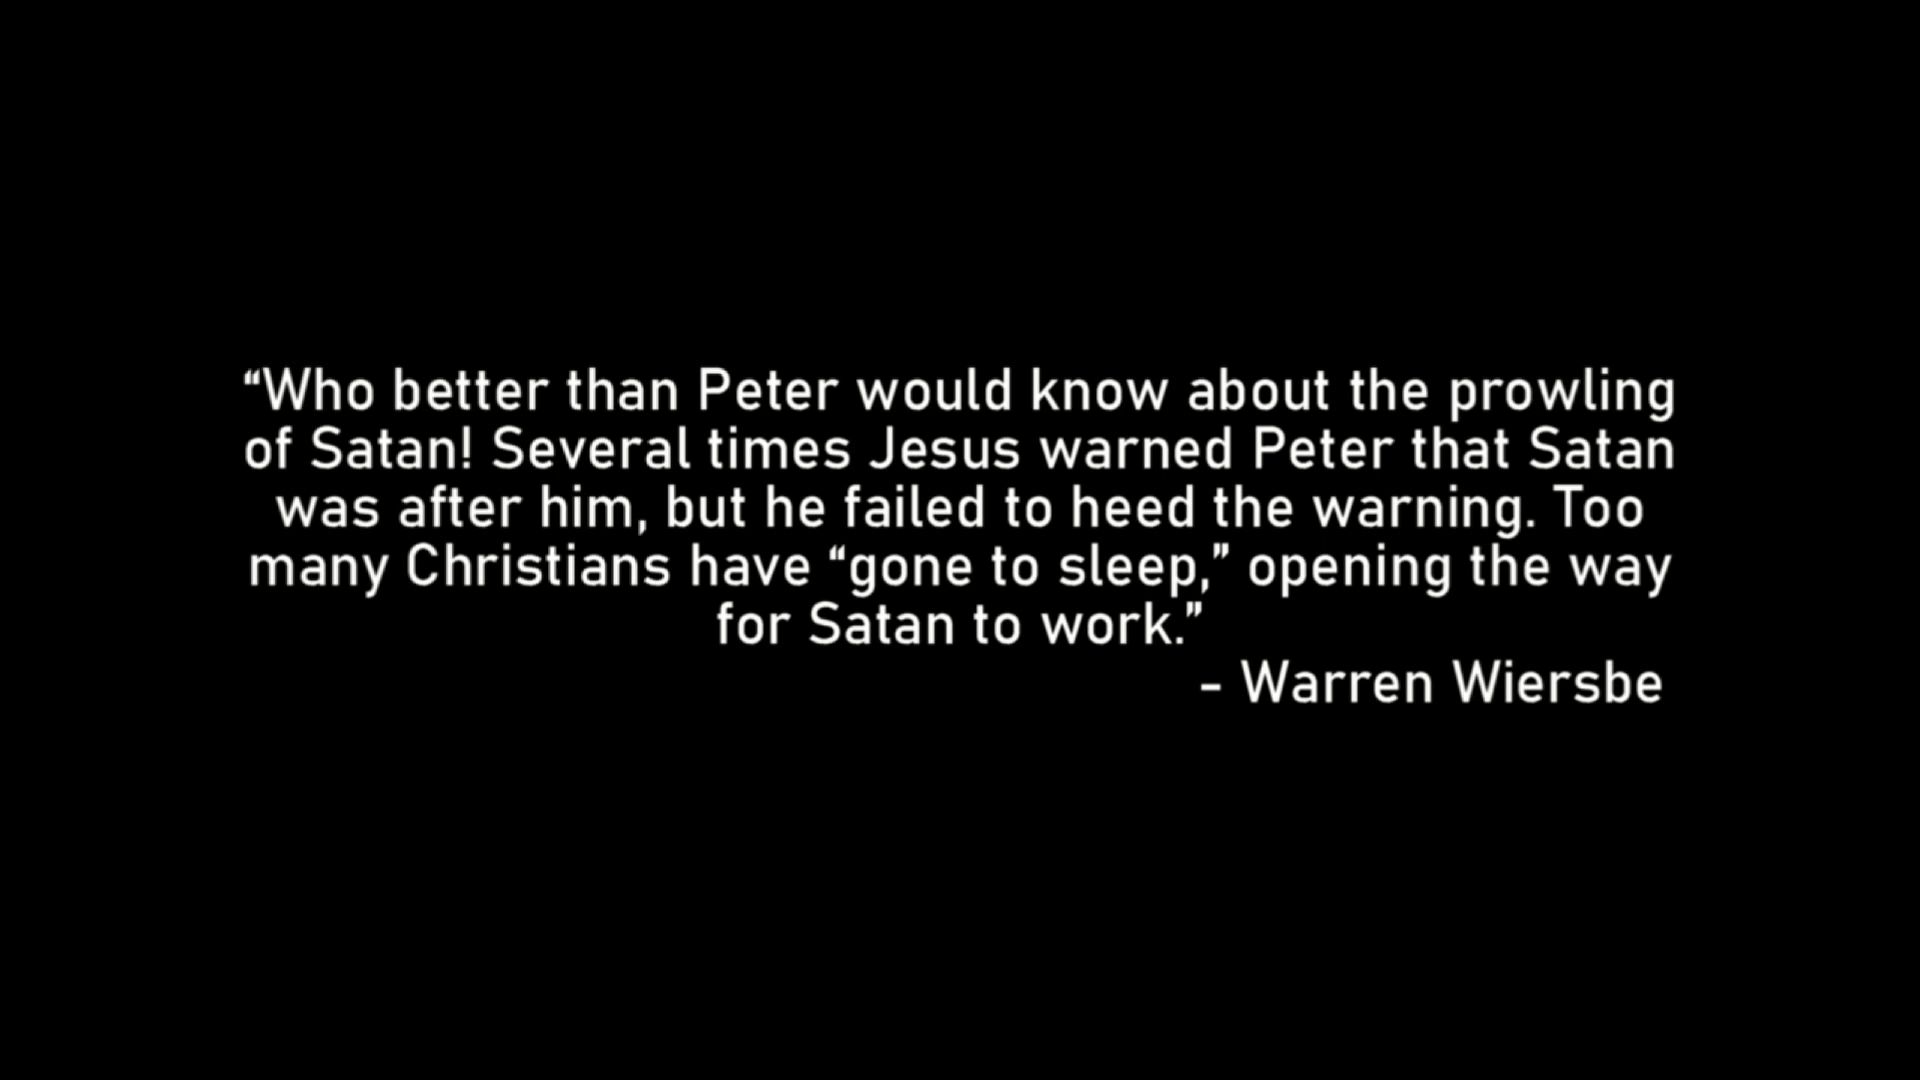 “Who better than Peter would know about the prowling
of Satan! Several times Jesus warned Peter that Satan
was after him, but he failed to heed the warning. Too
many Christians have “gone to sleep,” opening the way
for Satan to work.”
- Warren Wiersbe